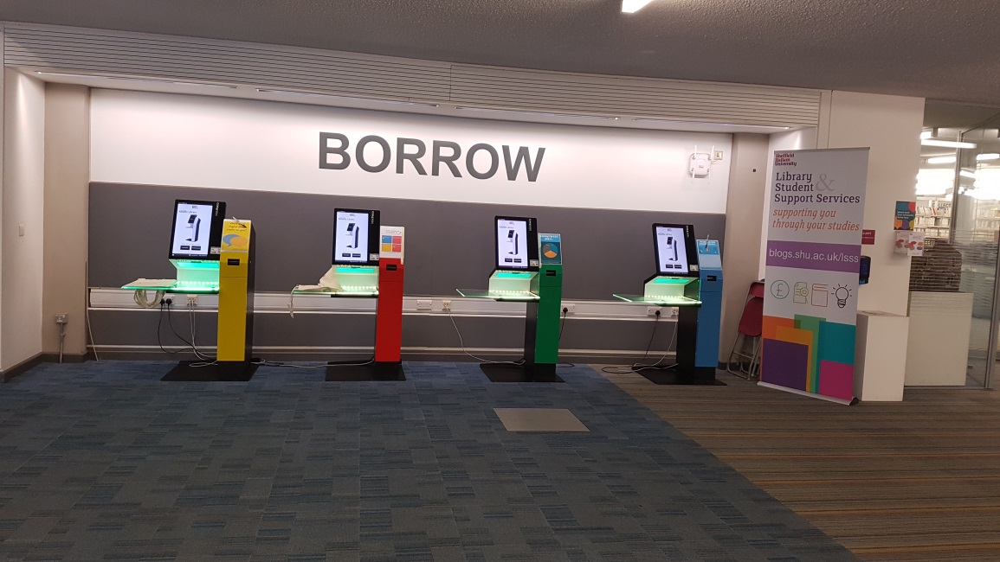 BORROW
Sheffield
Hallam
University
Library
Student &
Support Services
supporting you
through your studies
blogs.shu.ac.uk/lsss